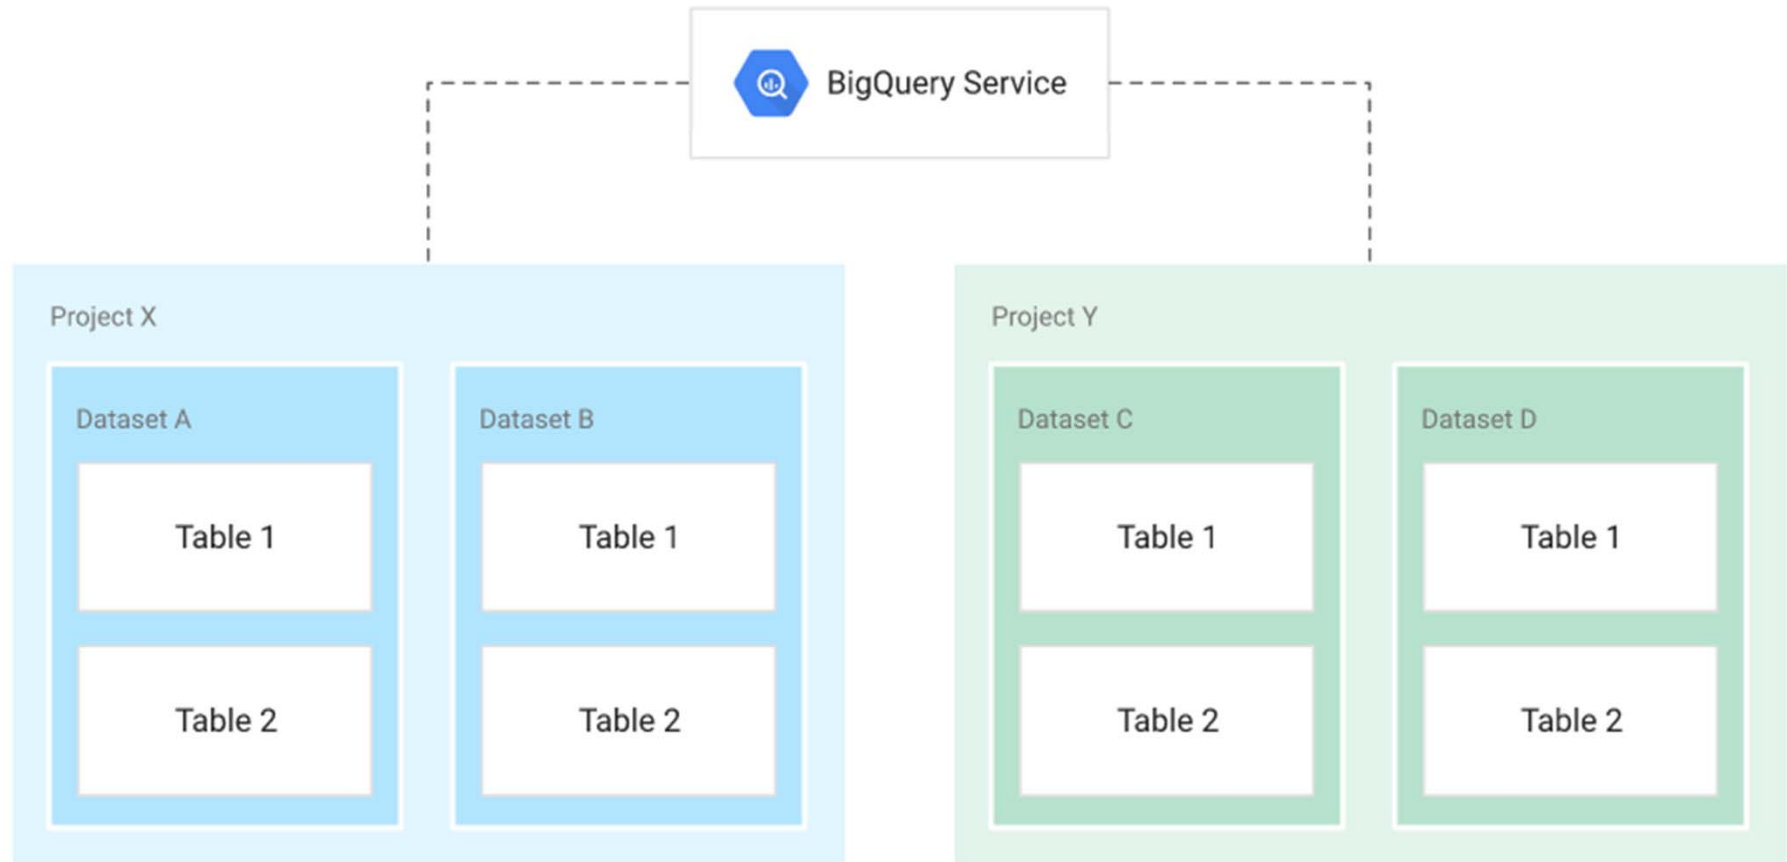 BigQuery Service
Project X
Dataset A
Table 1
Table 2
Dataset B
Table 1
Table 2
Project Y
Dataset C
Table 1
Table 2
Dataset D
Table 1
Table 2